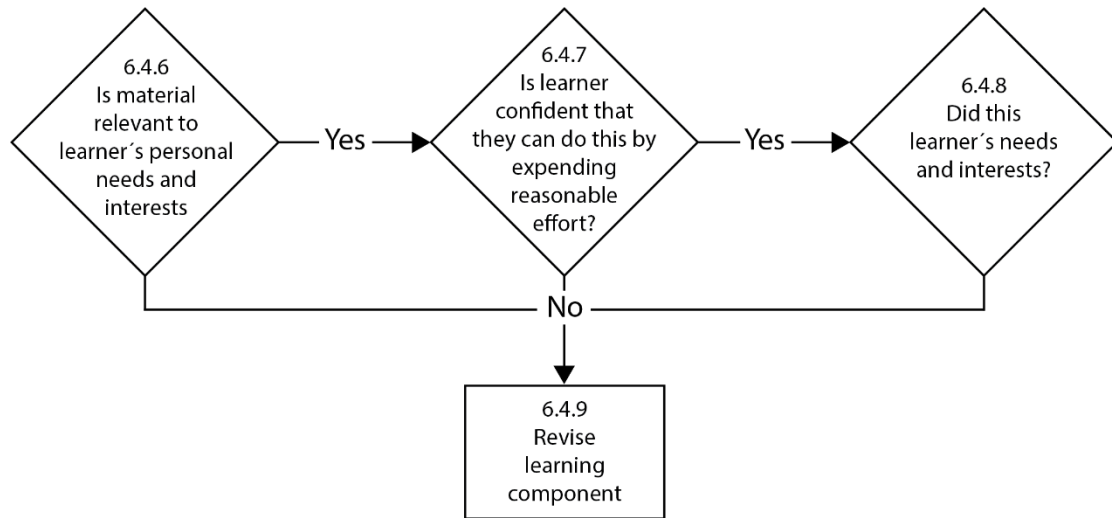 6.4.6
Is material
relevant to
learner´s personal
needs and
interests
Yes
6.4.7
Is learner
confident that
they can do this by
expending
reasonable
effort?
Yes
6.4.8
Did this
learner´s needs
and interests?
No
6.4.9
Revise
learning
component